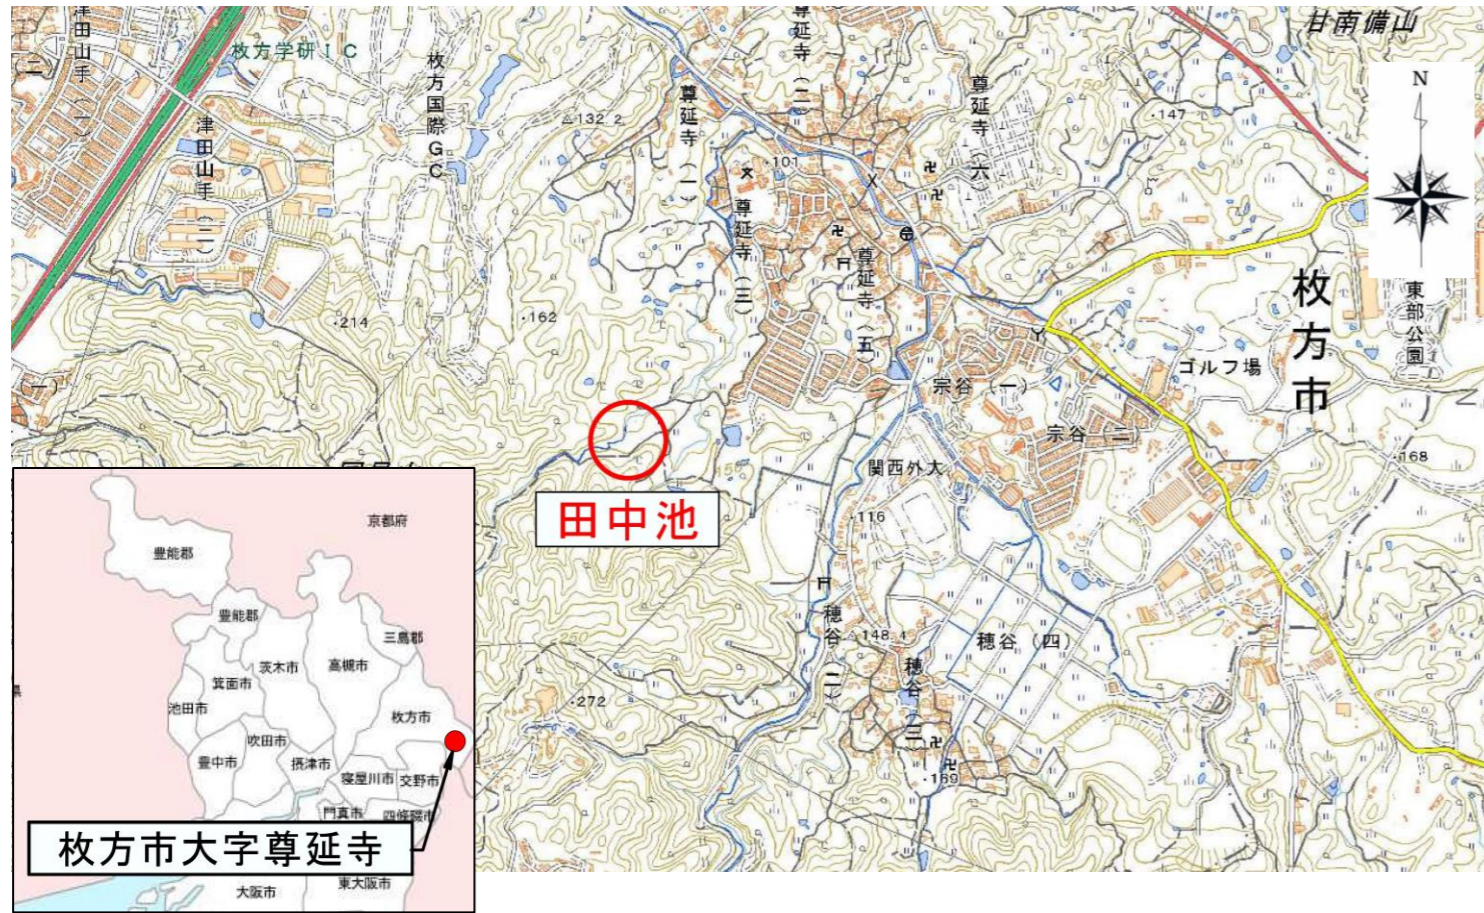 津田山手(一)
(二)
枚方学研IC
津田山手(二)
枚方国際GC
尊延寺(一)
尊延寺(二)
尊延寺(三)
尊延寺(五)
尊延寺(六)
甘南備山
N
132.2
101
147
214
162
枚方市
東部公園
ゴルフ場
宗谷(一)
宗谷(二)
(一)
関西外大
168
田中池
116
穂谷(二)
148.4
穂谷(四)
穂谷(三)
250
272
169
京都府
豊能郡
豊能郡
三島郡
茨木市
高槻市
箕面市
池田市
枚方市
吹田市
豊中市
摂津市
寝屋川市
交野市
門真市
四條畷市
枚方市大字尊延寺
大阪市
東大阪市
県